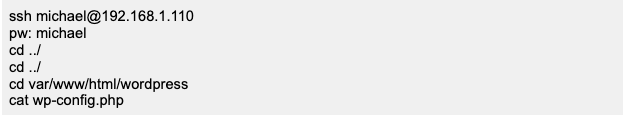 ssh michael@192.168.1.110
pw: michael
cd ../
cd ../
cd var/www/html/wordpress
cat wp-config.php